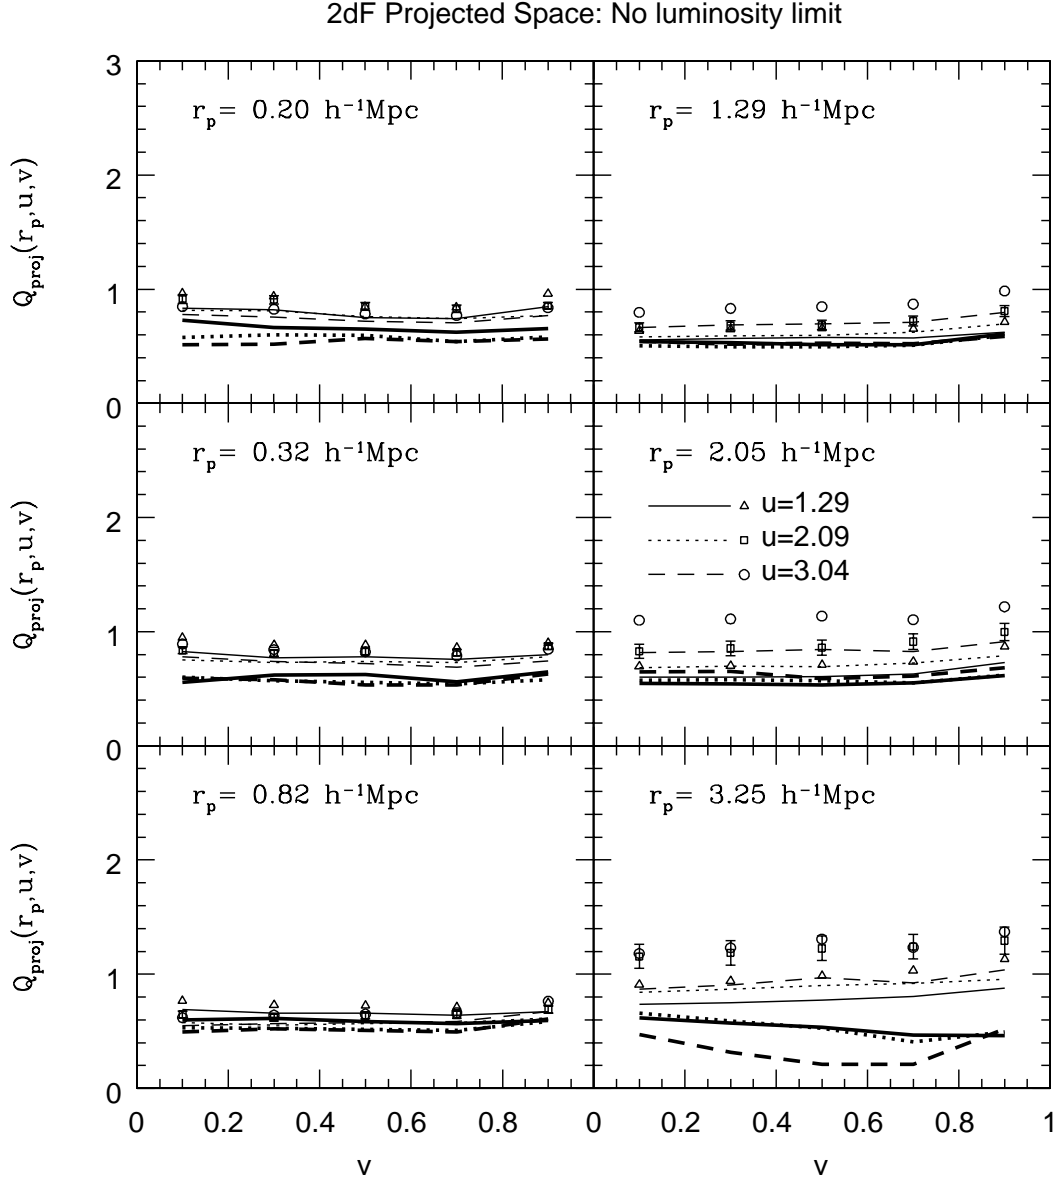 2dF Projected Space: No luminosity limit
3
2
1
0
Q_proj(r_p,u,v)
r_p= 0.20 h⁻¹Mpc
r_p= 1.29 h⁻¹Mpc
2
1
0
Q_proj(r_p,u,v)
r_p= 0.32 h⁻¹Mpc
r_p= 2.05 h⁻¹Mpc
u=1.29
u=2.09
u=3.04
2
1
0
Q_proj(r_p,u,v)
r_p= 0.82 h⁻¹Mpc
r_p= 3.25 h⁻¹Mpc
0 0.2 0.4 0.6 0.8 0 0.2 0.4 0.6 0.8 1
v v